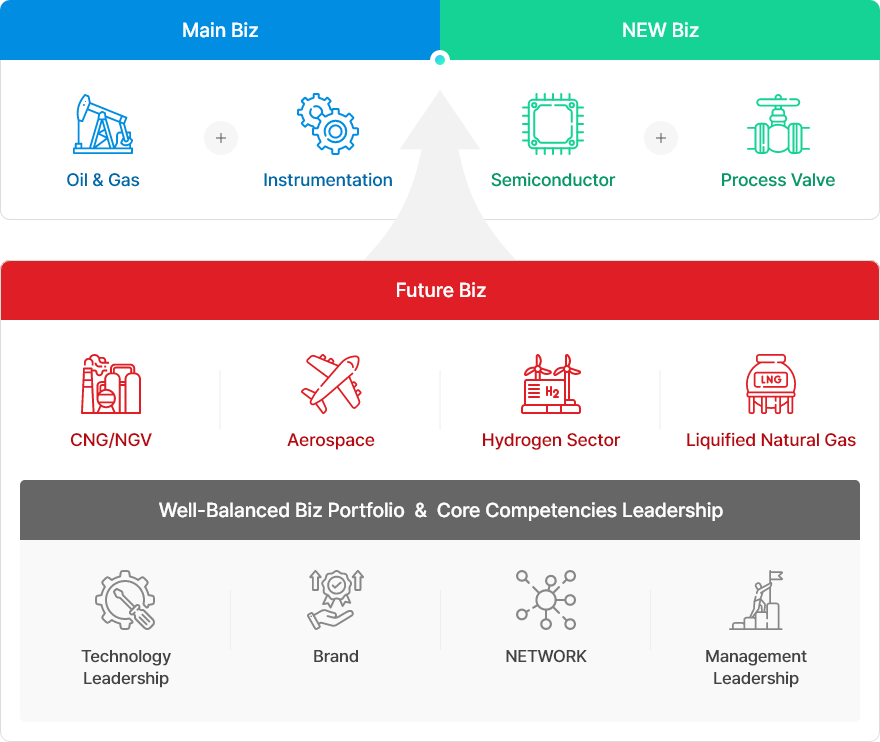 Main Biz
NEW Biz
Oil & Gas
+
Instrumentation
Semiconductor
+
Process Valve
Future Biz
H2
LNG
CNG/NGV
Aerospace
Hydrogen Sector
Liquified Natural Gas
Well-Balanced Biz Portfolio & Core Competencies Leadership
Technology
Leadership
Brand
NETWORK
Management
Leadership